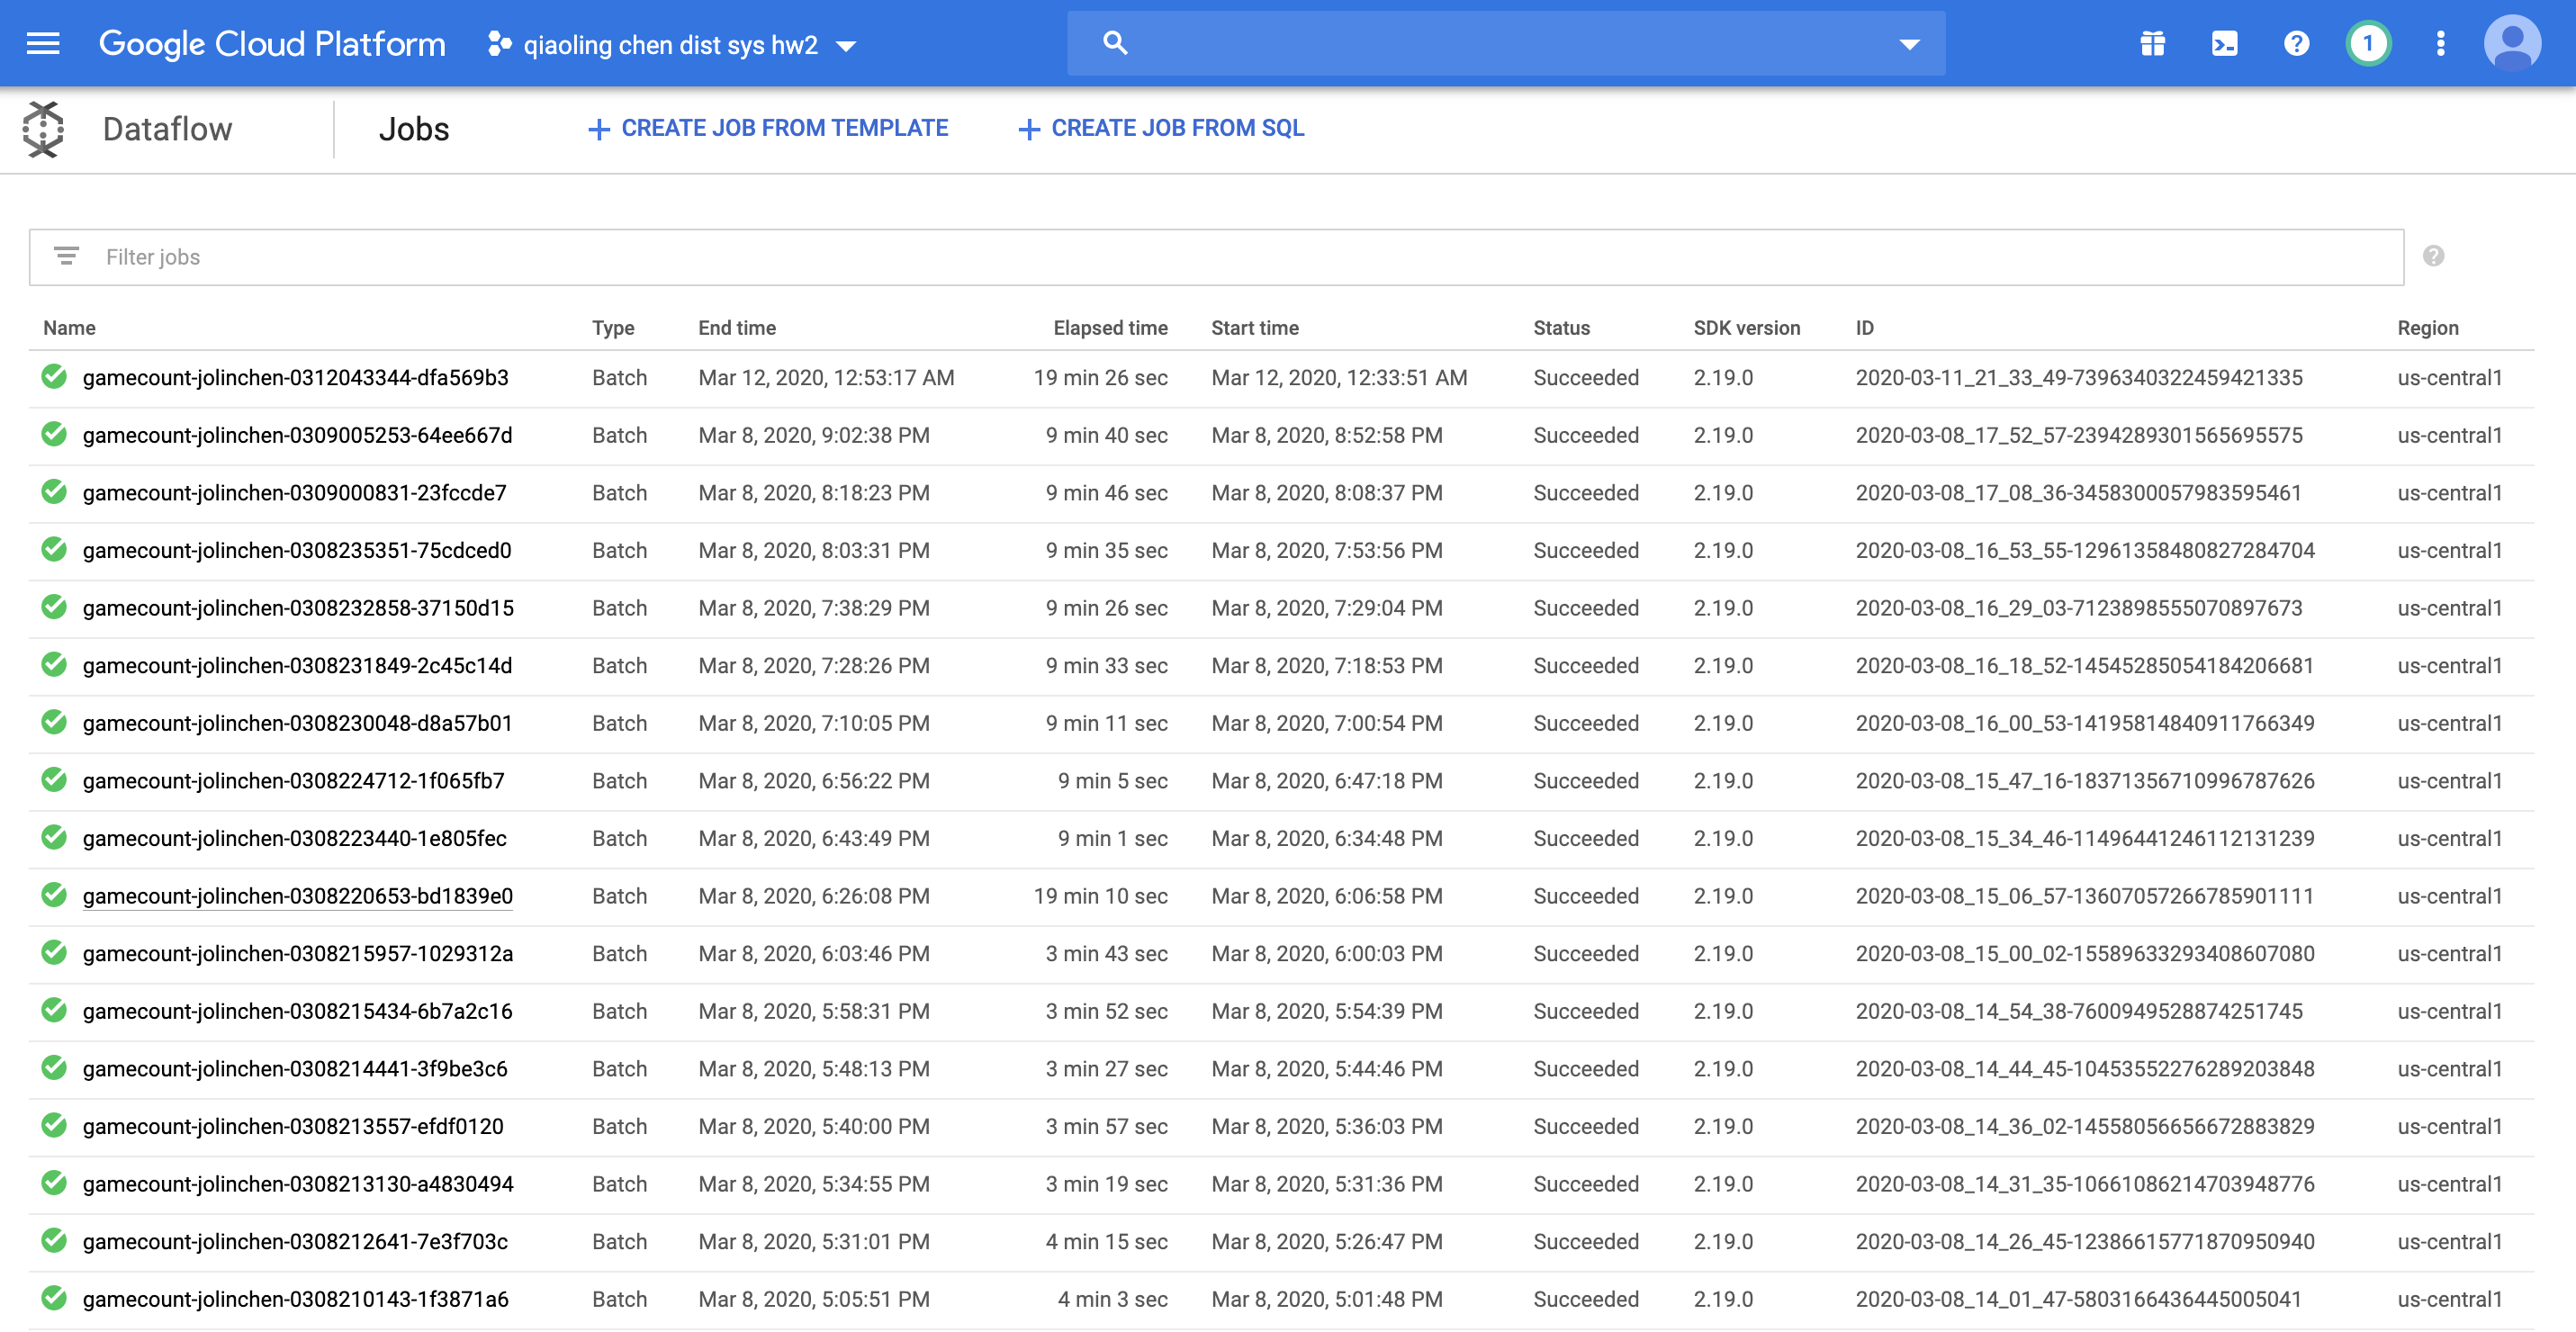 Google Cloud Platform qiaoling chen dist sys hw2 1
Dataflow Jobs CREATE JOB FROM TEMPLATE CREATE JOB FROM SQL
Filter jobs
Name Type End time Elapsed time Start time Status SDK version ID Region
gamecount-jolinchen-0312043344-dfa569b3 Batch Mar 12, 2020, 12:53:17 AM 19 min 26 sec Mar 12, 2020, 12:33:51 AM Succeeded 2.19.0 2020-03-11_21_33_49-7396340322459421335 us-central1
gamecount-jolinchen-0309005253-64ee667d Batch Mar 8, 2020, 9:02:38 PM 9 min 40 sec Mar 8, 2020, 8:52:58 PM Succeeded 2.19.0 2020-03-08_17_52_57-2394289301565695575 us-central1
gamecount-jolinchen-0309000831-23fccde7 Batch Mar 8, 2020, 8:18:23 PM 9 min 46 sec Mar 8, 2020, 8:08:37 PM Succeeded 2.19.0 2020-03-08_17_08_36-3458300057983595461 us-central1
gamecount-jolinchen-0308235351-75cdced0 Batch Mar 8, 2020, 8:03:31 PM 9 min 35 sec Mar 8, 2020, 7:53:56 PM Succeeded 2.19.0 2020-03-08_16_53_55-12961358480827284704 us-central1
gamecount-jolinchen-0308232858-37150d15 Batch Mar 8, 2020, 7:38:29 PM 9 min 26 sec Mar 8, 2020, 7:29:04 PM Succeeded 2.19.0 2020-03-08_16_29_03-7123898555070897673 us-central1
gamecount-jolinchen-0308231849-2c45c14d Batch Mar 8, 2020, 7:28:26 PM 9 min 33 sec Mar 8, 2020, 7:18:53 PM Succeeded 2.19.0 2020-03-08_16_18_52-14545285054184206681 us-central1
gamecount-jolinchen-0308230048-d8a57b01 Batch Mar 8, 2020, 7:10:05 PM 9 min 11 sec Mar 8, 2020, 7:00:54 PM Succeeded 2.19.0 2020-03-08_16_00_53-14195814840911766349 us-central1
gamecount-jolinchen-0308224712-1f065fb7 Batch Mar 8, 2020, 6:56:22 PM 9 min 5 sec Mar 8, 2020, 6:47:18 PM Succeeded 2.19.0 2020-03-08_15_47_16-18371356710996787626 us-central1
gamecount-jolinchen-0308223440-1e805fec Batch Mar 8, 2020, 6:43:49 PM 9 min 1 sec Mar 8, 2020, 6:34:48 PM Succeeded 2.19.0 2020-03-08_15_34_46-11496441246112131239 us-central1
gamecount-jolinchen-0308220653-bd1839e0 Batch Mar 8, 2020, 6:26:08 PM 19 min 10 sec Mar 8, 2020, 6:06:58 PM Succeeded 2.19.0 2020-03-08_15_06_57-13607057266785901111 us-central1
gamecount-jolinchen-0308215957-1029312a Batch Mar 8, 2020, 6:03:46 PM 3 min 43 sec Mar 8, 2020, 6:00:03 PM Succeeded 2.19.0 2020-03-08_15_00_02-15589633293408607080 us-central1
gamecount-jolinchen-0308215434-6b7a2c16 Batch Mar 8, 2020, 5:58:31 PM 3 min 52 sec Mar 8, 2020, 5:54:39 PM Succeeded 2.19.0 2020-03-08_14_54_38-7600949528874251745 us-central1
gamecount-jolinchen-0308214441-3f9be3c6 Batch Mar 8, 2020, 5:48:13 PM 3 min 27 sec Mar 8, 2020, 5:44:46 PM Succeeded 2.19.0 2020-03-08_14_44_45-10453552276289203848 us-central1
gamecount-jolinchen-0308213557-efdf0120 Batch Mar 8, 2020, 5:40:00 PM 3 min 57 sec Mar 8, 2020, 5:36:03 PM Succeeded 2.19.0 2020-03-08_14_36_02-14558056656672883829 us-central1
gamecount-jolinchen-0308213130-a4830494 Batch Mar 8, 2020, 5:34:55 PM 3 min 19 sec Mar 8, 2020, 5:31:36 PM Succeeded 2.19.0 2020-03-08_14_31_35-10661086214703948776 us-central1
gamecount-jolinchen-0308212641-7e3f703c Batch Mar 8, 2020, 5:31:01 PM 4 min 15 sec Mar 8, 2020, 5:26:47 PM Succeeded 2.19.0 2020-03-08_14_26_45-12386615771870950940 us-central1
gamecount-jolinchen-0308210143-1f3871a6 Batch Mar 8, 2020, 5:05:51 PM 4 min 3 sec Mar 8, 2020, 5:01:48 PM Succeeded 2.19.0 2020-03-08_14_01_47-5803166436445005041 us-central1